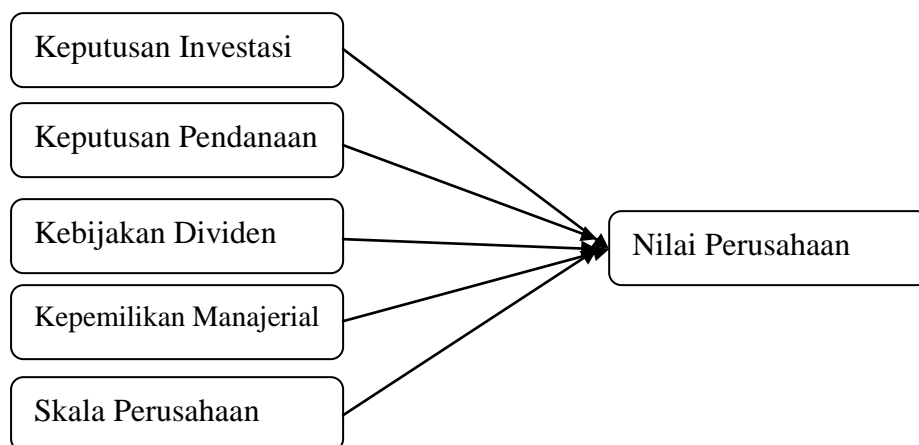 Keputusan Investasi
Keputusan Pendanaan
Kebijakan Dividen
Nilai Perusahaan
Kepemilikan Manajerial
Skala Perusahaan